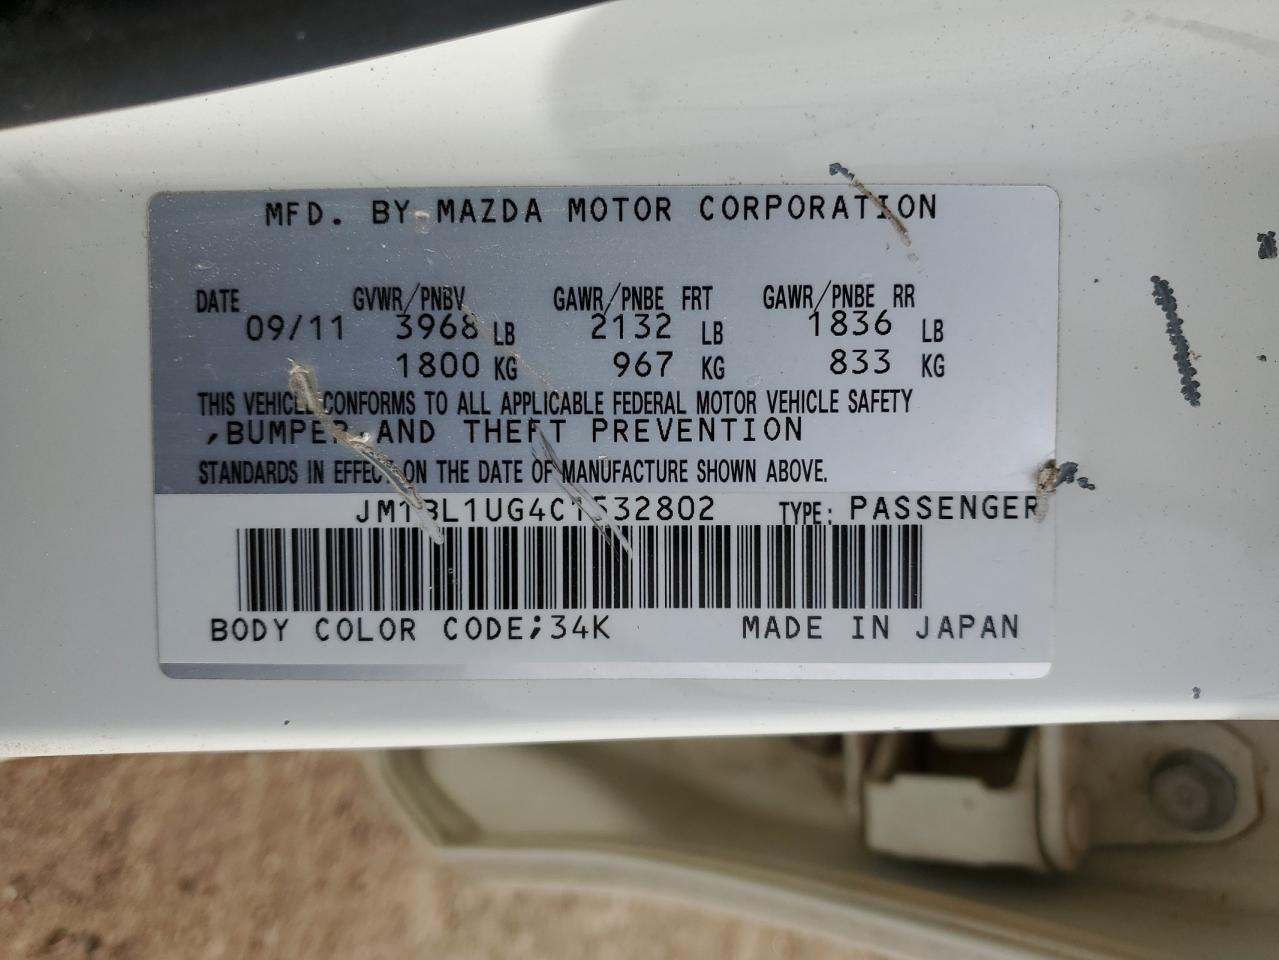 MFD. BY MAZDA MOTOR CORPORATION
DATE GVWR/PNBV GAWR/PNBE FRT GAWR/PNBE RR
09/11 3968 LB 2132 LB 1836 LB
1800 KG 967 KG 833 KG
THIS VEHICLE CONFORMS TO ALL APPLICABLE FEDERAL MOTOR VEHICLE SAFETY
,BUMPER,AND THEFT PREVENTION
STANDARDS IN EFFECT ON THE DATE OF MANUFACTURE SHOWN ABOVE.
JM1BL1UG4C1532802 TYPE: PASSENGER
BODY COLOR CODE;34K MADE IN JAPAN